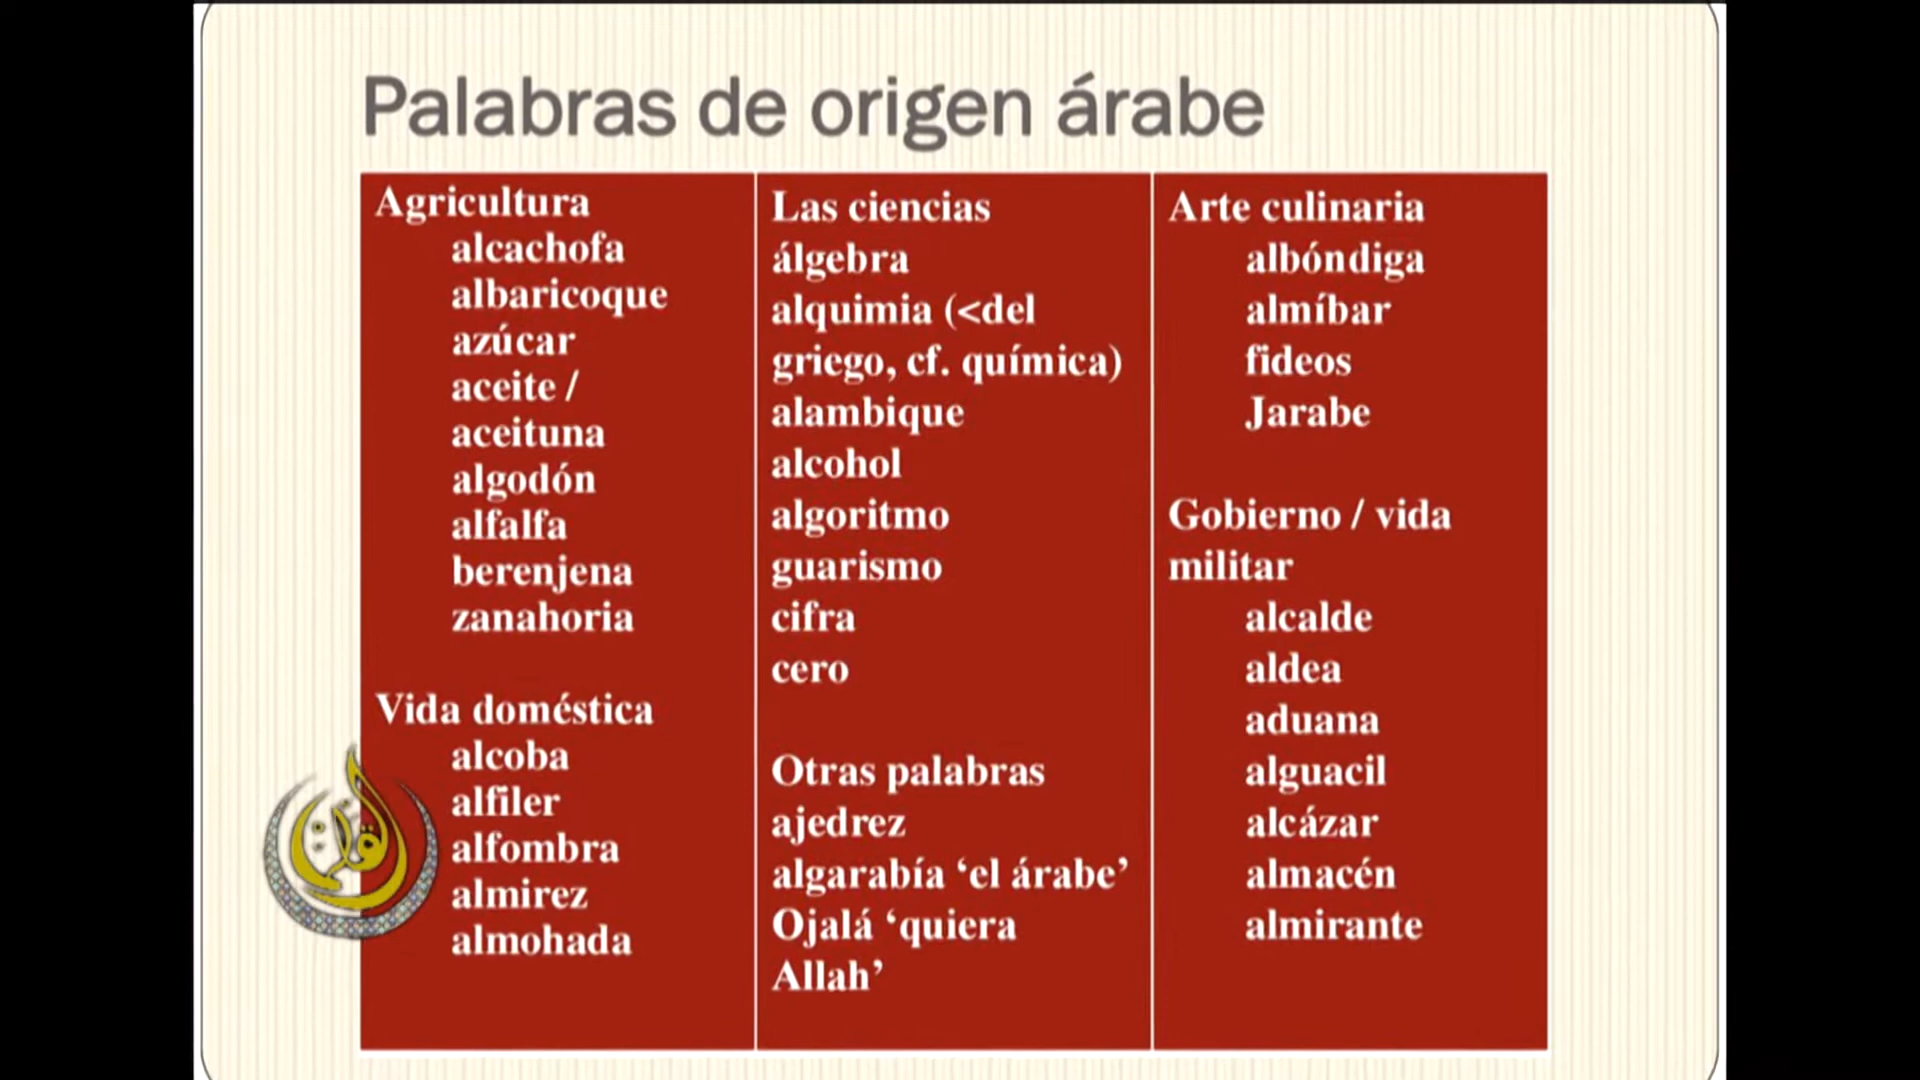 Palabras de origen árabe
Agricultura
alcachofa
albaricoque
azúcar
aceite /
aceituna
algodón
alfalfa
berenjena
zanahoria
Vida doméstica
alcoba
alfiler
alfombra
almirez
almohada
Las ciencias
álgebra
alquimia (<del
griego, cf. química)
alambique
alcohol
algoritmo
guarismo
cifra
cero
Otras palabras
ajedrez
algarabía ‘el árabe’
Ojalá ‘quiera
Allah’
Arte culinaria
albóndiga
almíbar
fideos
Jarabe
Gobierno / vida
militar
alcalde
aldea
aduana
alguacil
alcázar
almacén
almirante